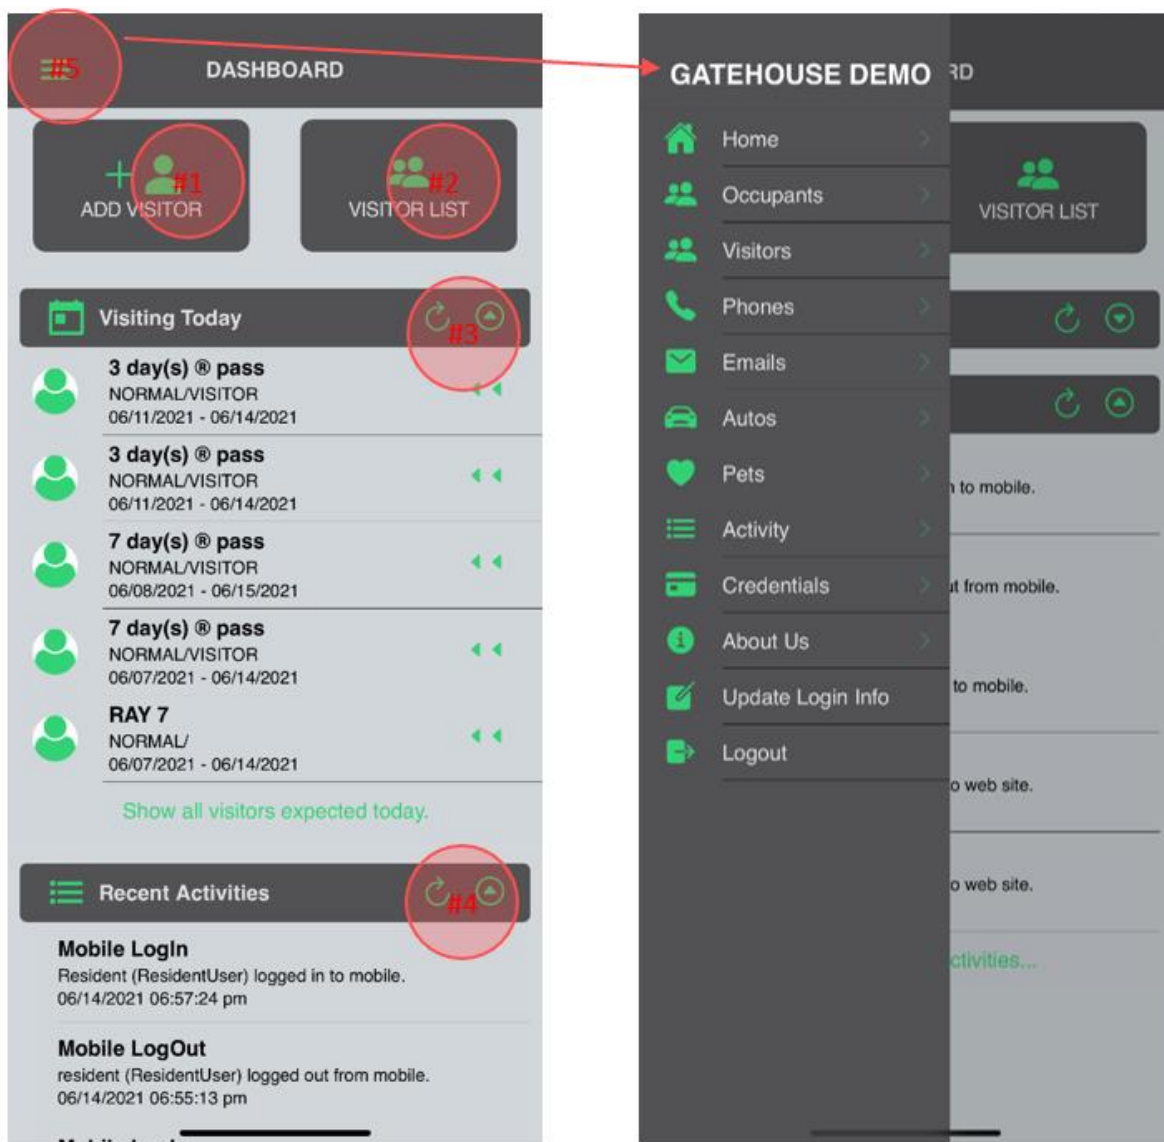 #5
DASHBOARD
#1
ADD VISITOR
#2
VISITOR LIST
Visiting Today
#3
3 day(s) ® pass
NORMAL/VISITOR
06/11/2021 - 06/14/2021
3 day(s) ® pass
NORMAL/VISITOR
06/11/2021 - 06/14/2021
7 day(s) ® pass
NORMAL/VISITOR
06/08/2021 - 06/15/2021
7 day(s) ® pass
NORMAL/VISITOR
06/07/2021 - 06/14/2021
RAY 7
NORMAL/
06/07/2021 - 06/14/2021
Show all visitors expected today.
Recent Activities
#4
Mobile LogIn
Resident (ResidentUser) logged in to mobile.
06/14/2021 06:57:24 pm
Mobile LogOut
resident (ResidentUser) logged out from mobile.
06/14/2021 06:55:13 pm
GATEHOUSE DEMO
Home
Occupants
Visitors
Phones
Emails
Autos
Pets
Activity
Credentials
About Us
Update Login Info
Logout
RD
VISITOR LIST
to mobile.
from mobile.
to mobile.
o web site.
o web site.
ctivities...